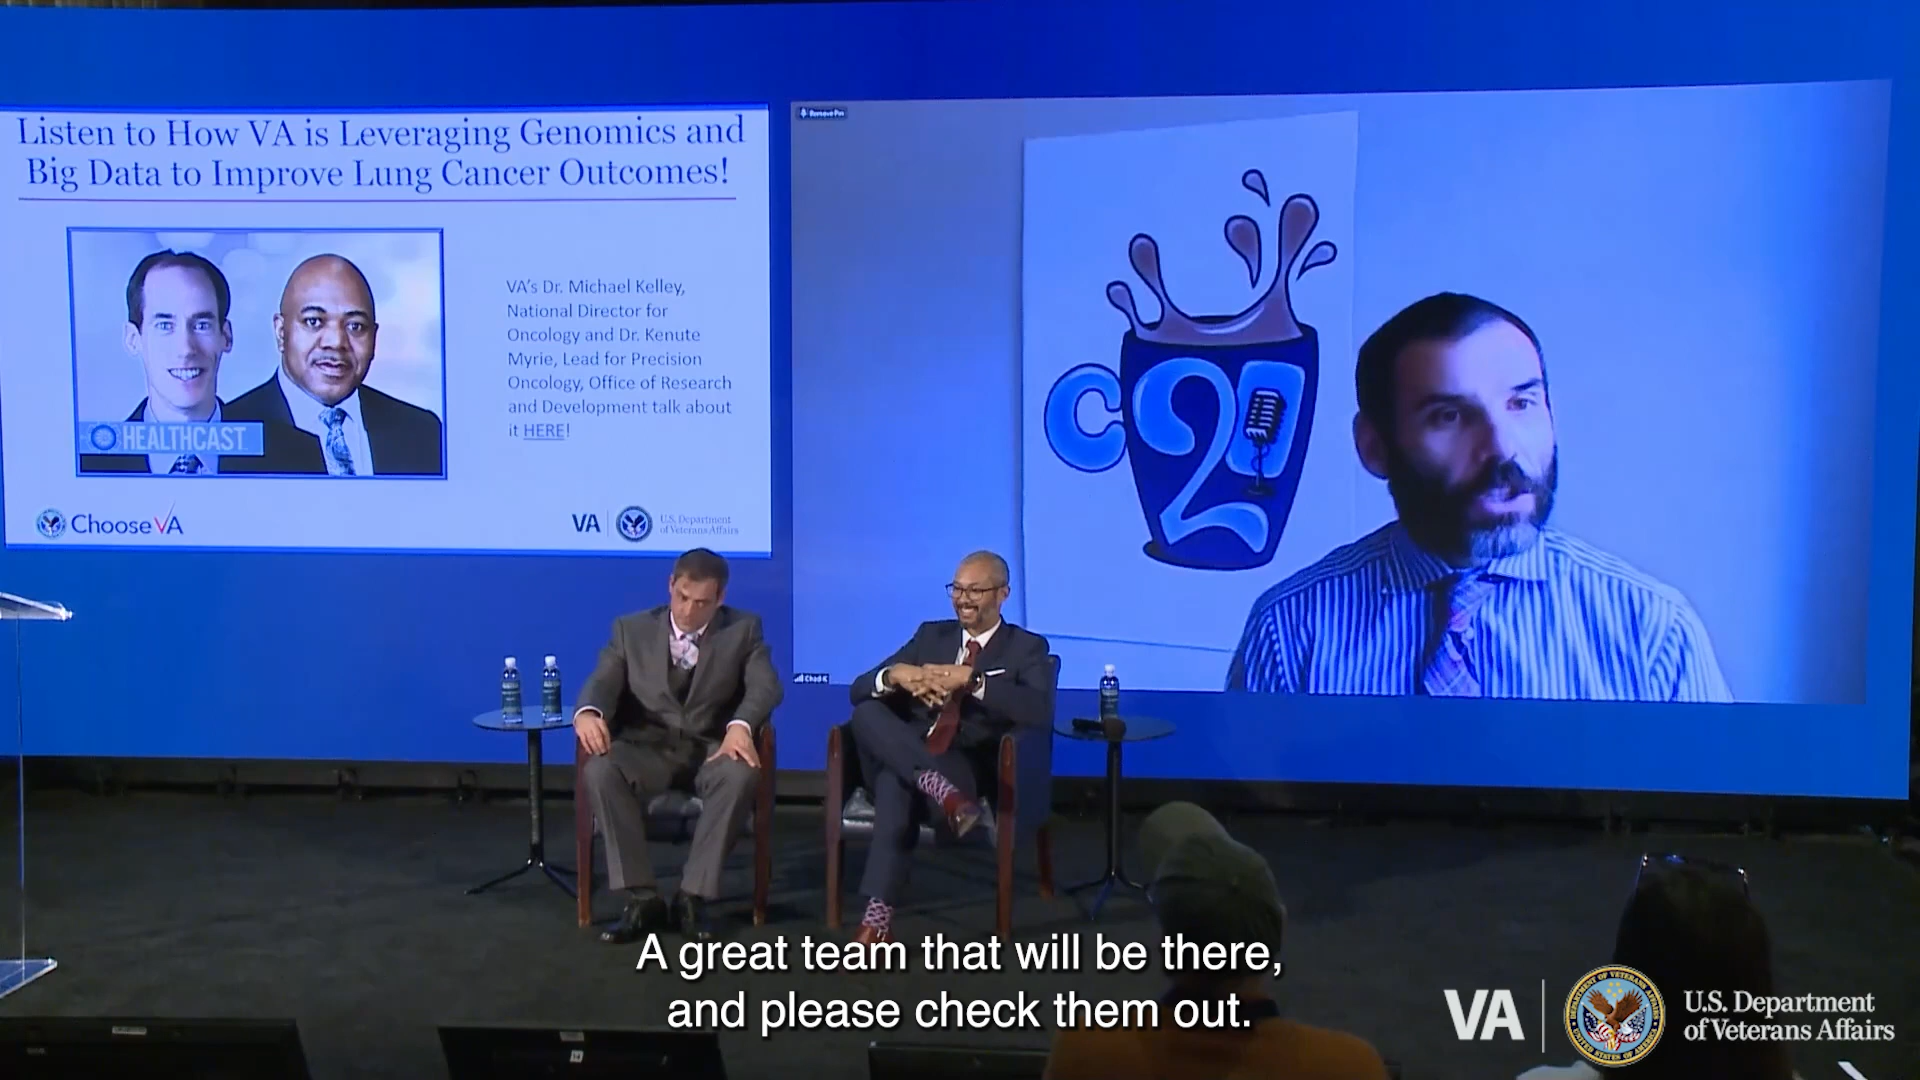 Listen to How VA is Leveraging Genomics and
Big Data to Improve Lung Cancer Outcomes!
HEALTHCAST
VA's Dr. Michael Kelley,
National Director for
Oncology and Dr. Kenute
Myrie, Lead for Precision
Oncology, Office of Research
and Development talk about
it HERE!
ChooseVA
VA
U.S. Department
of Veterans Affairs
Remove Pin
C2
Chad K
A great team that will be there,
and please check them out.
VA
U.S. Department
of Veterans Affairs